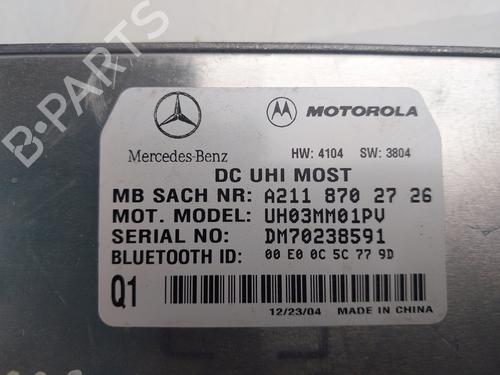 B-PARTS
MOTOROLA
Mercedes-Benz
HW: 4104 SW: 3804
DC UHI MOST
MB SACH NR: A211 870 27 26
MOT. MODEL: UH03MM01PV
SERIAL NO: DM70238591
BLUETOOTH ID: 00 E0 0C 5C 77 9D
Q1
12/23/04 MADE IN CHINA